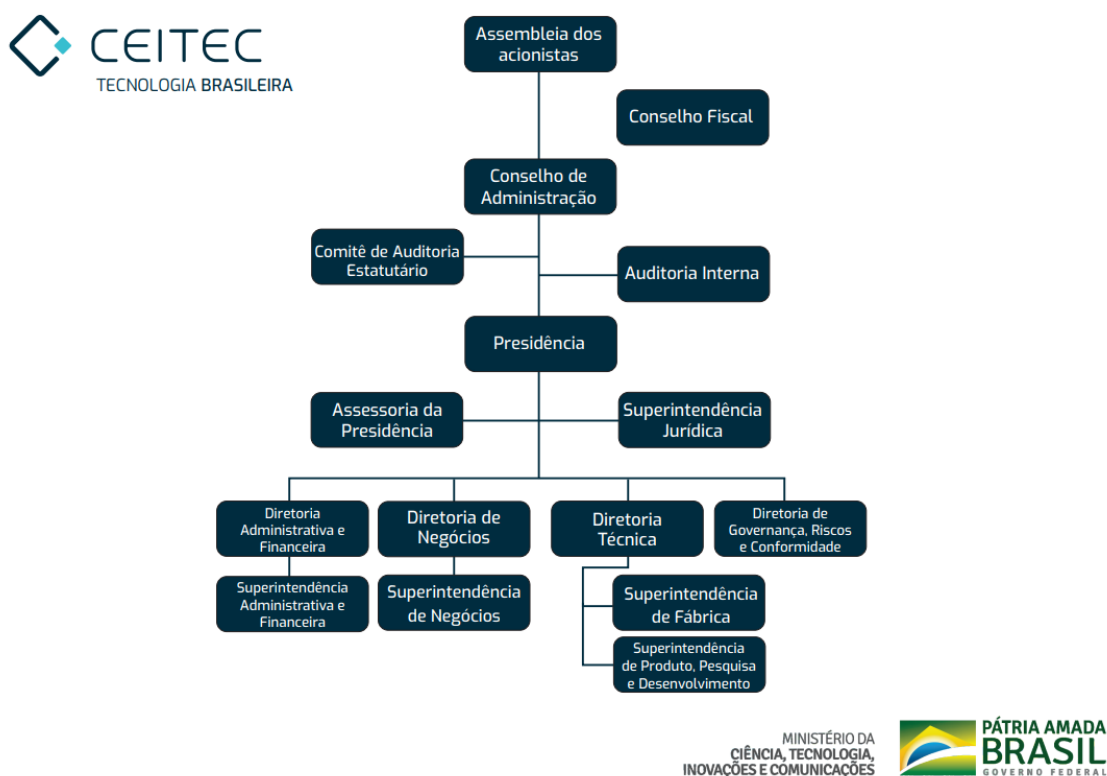 CEITEC
TECNOLOGIA BRASILEIRA
Assembleia dos
acionistas
Conselho Fiscal
Conselho de
Administração
Comitê de Auditoria
Estatutário
Auditoria Interna
Presidência
Assessoria da
Presidência
Superintendência
Jurídica
Diretoria
Administrativa e
Financeira
Diretoria de
Negócios
Diretoria
Técnica
Diretoria de
Governança, Riscos
e Conformidade
Superintendência
Administrativa e
Financeira
Superintendência
de Negócios
Superintendência
de Fábrica
Superintendência
de Produto, Pesquisa
e Desenvolvimento
MINISTÉRIO DA
CIÊNCIA, TECNOLOGIA,
INOVAÇÕES E COMUNICAÇÕES
PÁTRIA AMADA
BRASIL
GOVERNO FEDERAL